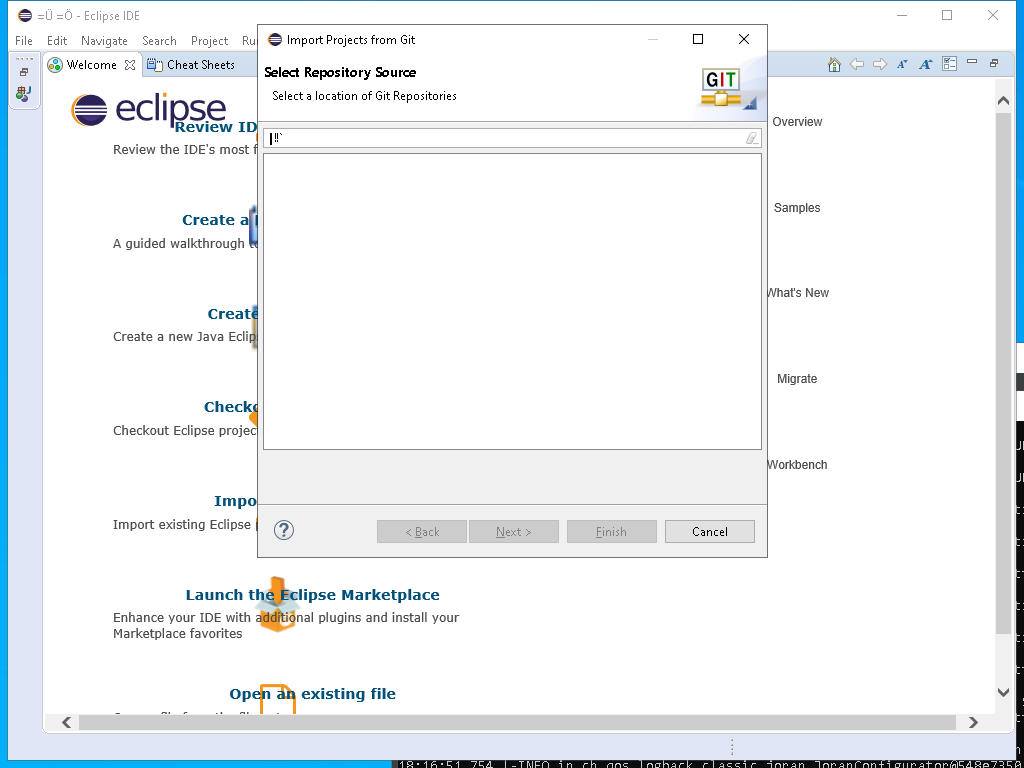 =Ü =Ö - Eclipse IDE
File Edit Navigate Search Project
Import Projects from Git
Welcome
Cheat Sheets
Select Repository Source
Select a location of Git Repositories
GIT
eclipse
Review ID
Review the IDE's most f
!!`
Overview
Create a
A guided walkthrough
Samples
Create
Create a new Java Eclip
What's New
Checko
Checkout Eclipse projec
Migrate
Impo
Import existing Eclipse
Workbench
?
< Back
Next >
Finish
Cancel
Launch the Eclipse Marketplace
Enhance your IDE with additional plugins and install your
Marketplace favorites
Open an existing file
18:16:51,754 |-INFO in ch.qos.logback.classic.joran.JoranConfigurator@548e7350